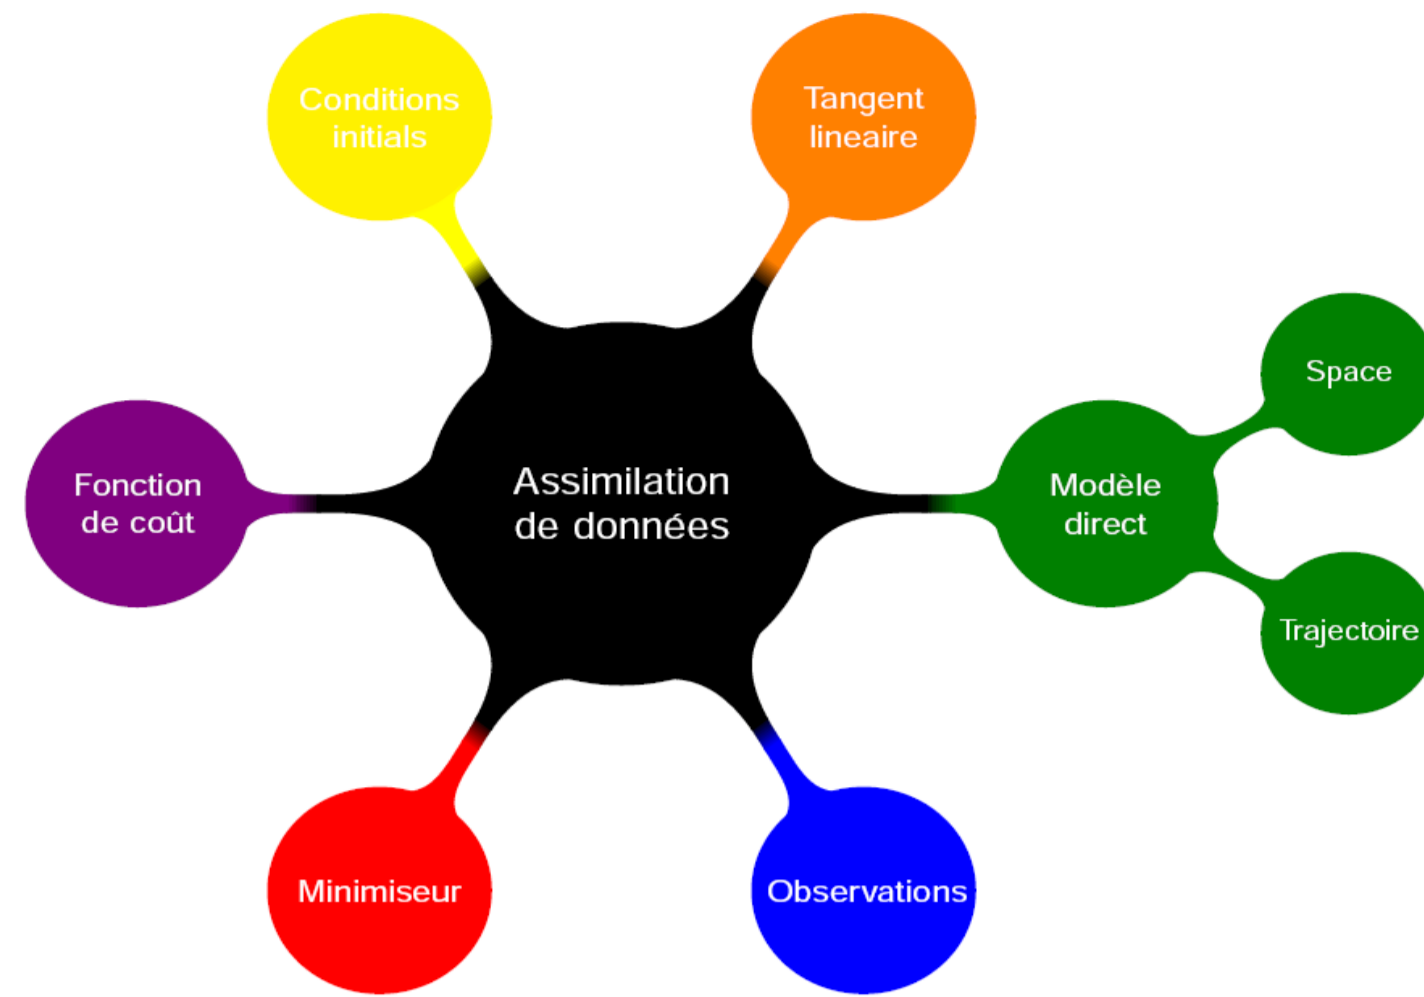 Conditions
initials
Tangent
lineaire
Space
Fonction
de coût
Assimilation
de données
Modèle
direct
Trajectoire
Minimiseur
Observations